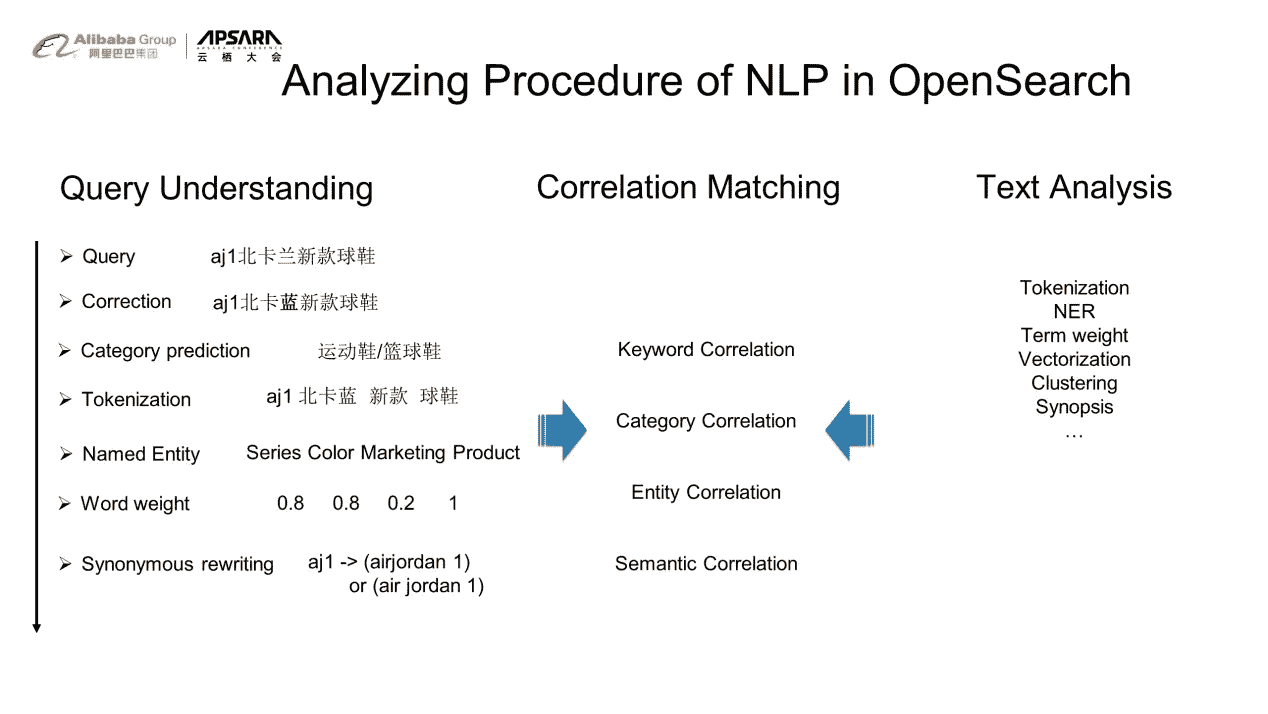 Alibaba Group
阿里巴巴集团
APSARA
APSARA CONFERENCE
云栖大会
Analyzing Procedure of NLP in OpenSearch
Query Understanding
➢ Query aj1北卡兰新款球鞋
➢ Correction aj1北卡蓝新款球鞋
➢ Category prediction 运动鞋/篮球鞋
➢ Tokenization aj1 北卡蓝 新款 球鞋
➢ Named Entity Series Color Marketing Product
➢ Word weight 0.8 0.8 0.2 1
➢ Synonymous rewriting aj1 -> (airjordan 1)
or (air jordan 1)
Correlation Matching
Keyword Correlation
Category Correlation
Entity Correlation
Semantic Correlation
Text Analysis
Tokenization
NER
Term weight
Vectorization
Clustering
Synopsis
…